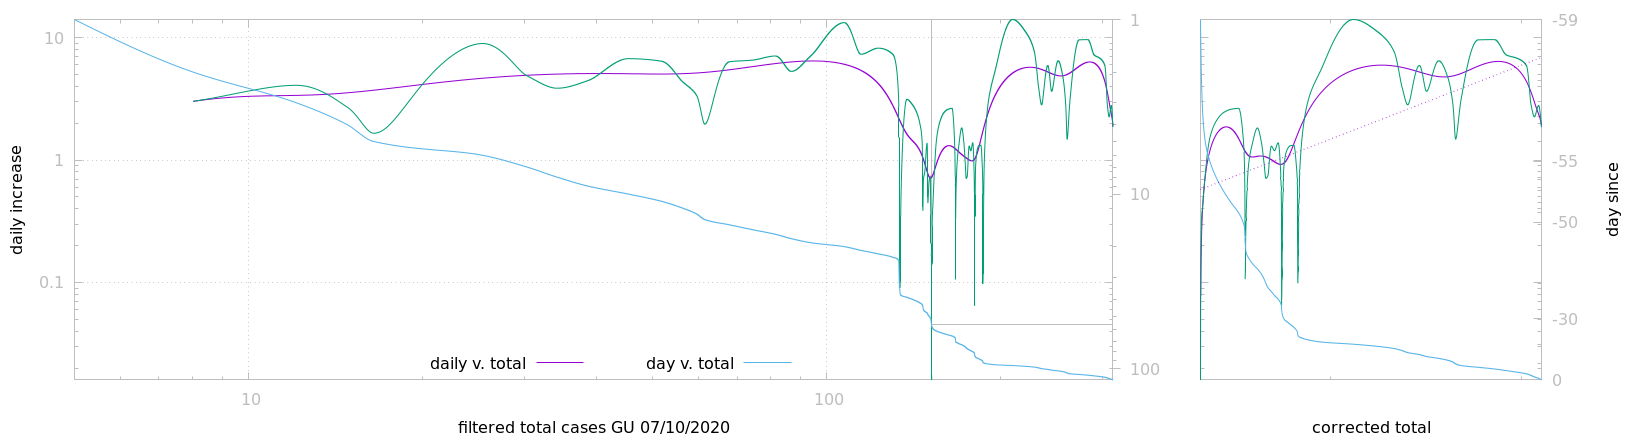 10
1
0.1
daily increase
10
100
filtered total cases GU 07/10/2020
daily v. total
day v. total
1
10
100
-59
-55
-50
-30
0
day since
corrected total